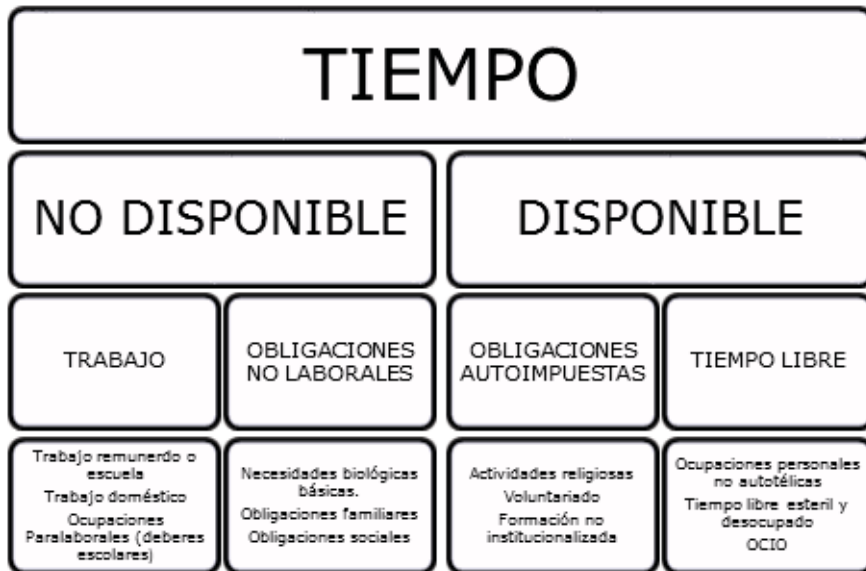 TIEMPO
NO DISPONIBLE
DISPONIBLE
TRABAJO
OBLIGACIONES
NO LABORALES
OBLIGACIONES
AUTOIMPUESTAS
TIEMPO LIBRE
Trabajo remunerdo o
escuela
Trabajo doméstico
Ocupaciones
Paralaborales (deberes
escolares)
Necesidades biológicas
básicas.
Obligaciones familiares
Obligaciones sociales
Actividades religiosas
Voluntariado
Formación no
institucionalizada
Ocupaciones personales
no autotélicas
Tiempo libre esteril y
desocupado
OCIO